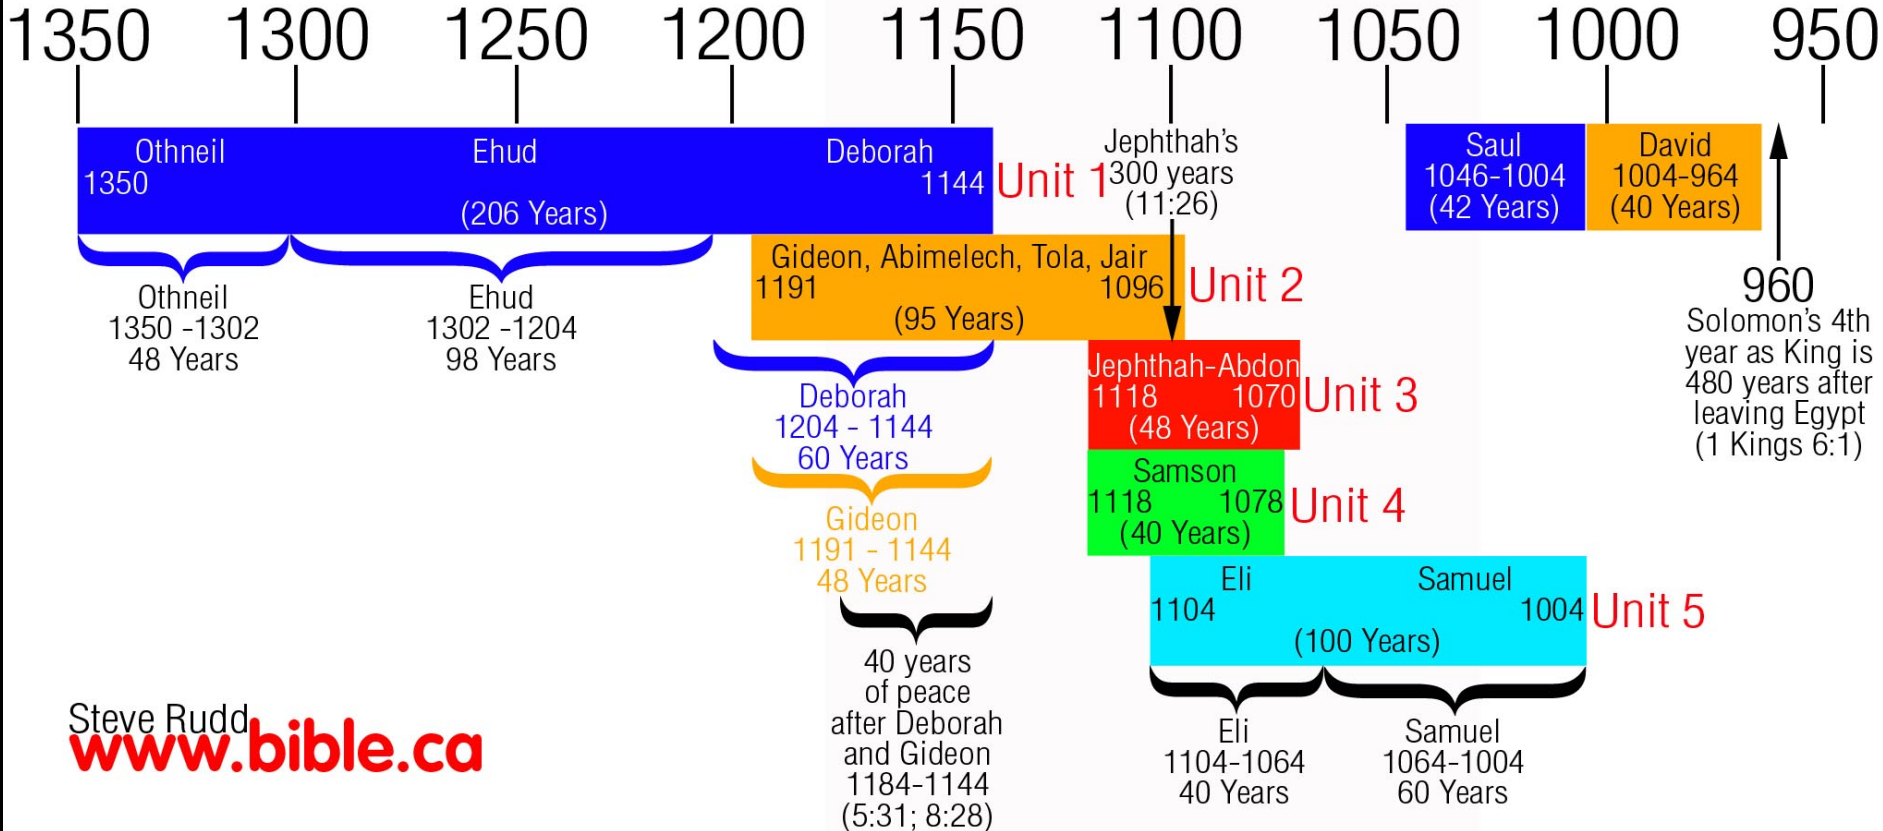 1350 1300 1250 1200 1150 1100 1050 1000 950
Othneil Ehud Deborah
1350 1144
(206 Years)
Unit 1
Jephthah's
300 years
(11:26)
Saul
1046-1004
(42 Years)
David
1004-964
(40 Years)
Othneil
1350 -1302
48 Years
Ehud
1302 -1204
98 Years
Gideon, Abimelech, Tola, Jair
1191 1096
(95 Years)
Unit 2
960
Solomon's 4th
year as King is
480 years after
leaving Egypt
(1 Kings 6:1)
Deborah
1204 - 1144
60 Years
Jephthah-Abdon
1118 1070
(48 Years)
Unit 3
Gideon
1191 - 1144
48 Years
Samson
1118 1078
(40 Years)
Unit 4
40 years
of peace
after Deborah
and Gideon
1184-1144
(5:31; 8:28)
Eli Samuel
1104 1004
(100 Years)
Unit 5
Eli
1104-1064
40 Years
Samuel
1064-1004
60 Years
Steve Rudd
www.bible.ca